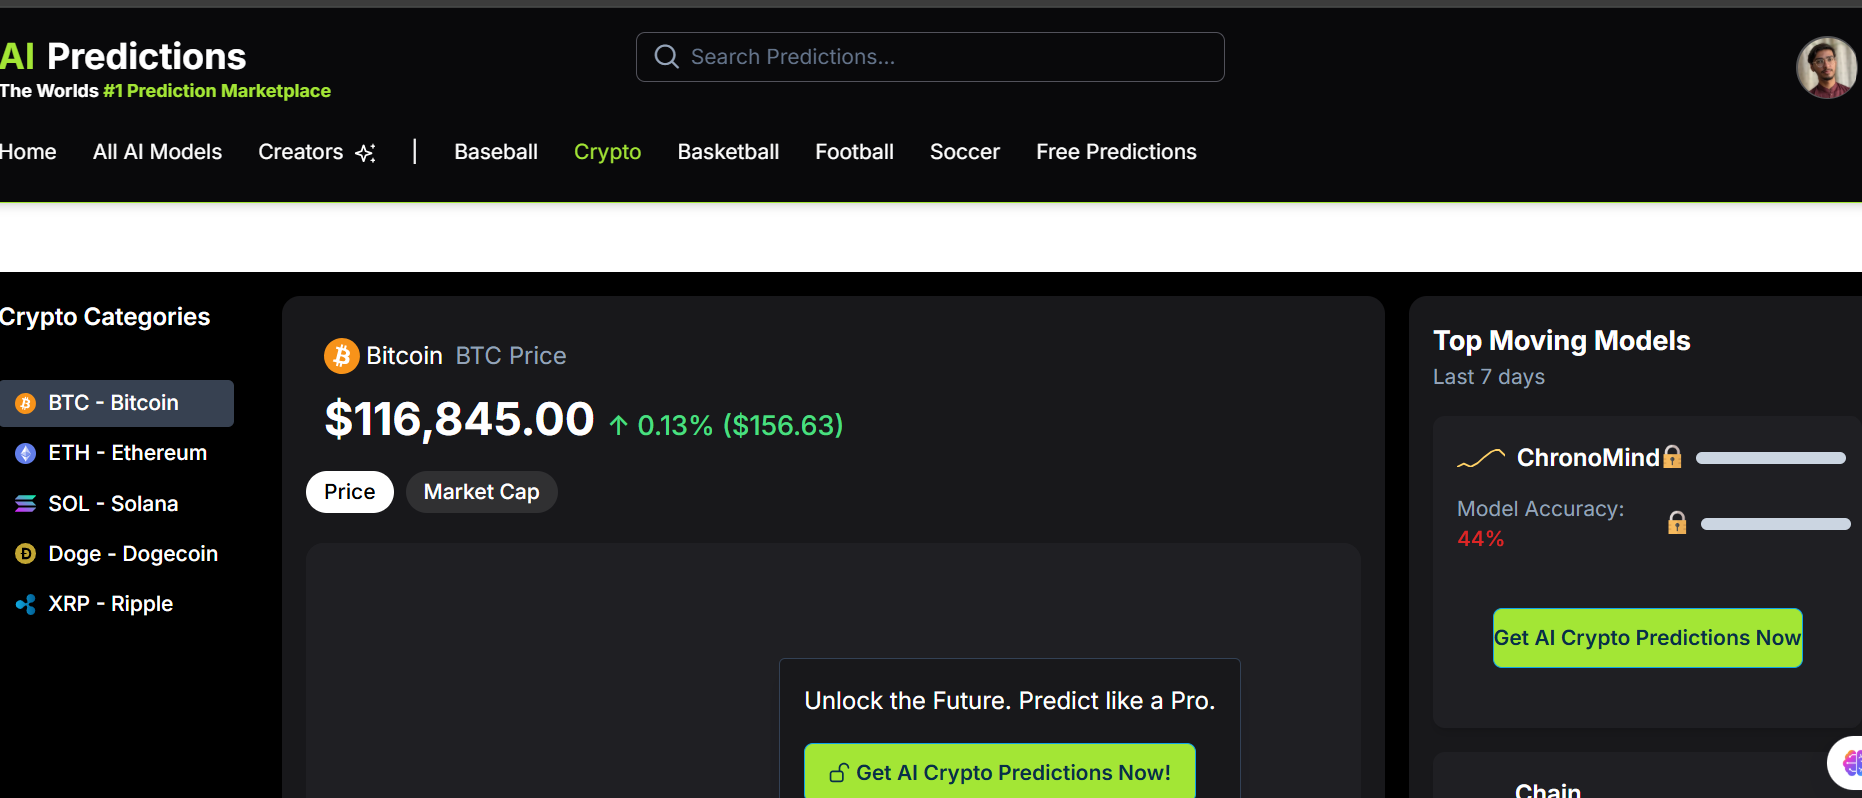 AI Predictions
The Worlds #1 Prediction Marketplace
Search Predictions...
Home All AI Models Creators | Baseball Crypto Basketball Football Soccer Free Predictions
Crypto Categories
BTC - Bitcoin
ETH - Ethereum
SOL - Solana
Doge - Dogecoin
XRP - Ripple
Bitcoin BTC Price
$116,845.00 ↑ 0.13% ($156.63)
Price Market Cap
Unlock the Future. Predict like a Pro.
Get AI Crypto Predictions Now!
Top Moving Models
Last 7 days
ChronoMind
Model Accuracy:
44%
Get AI Crypto Predictions Now
Chain